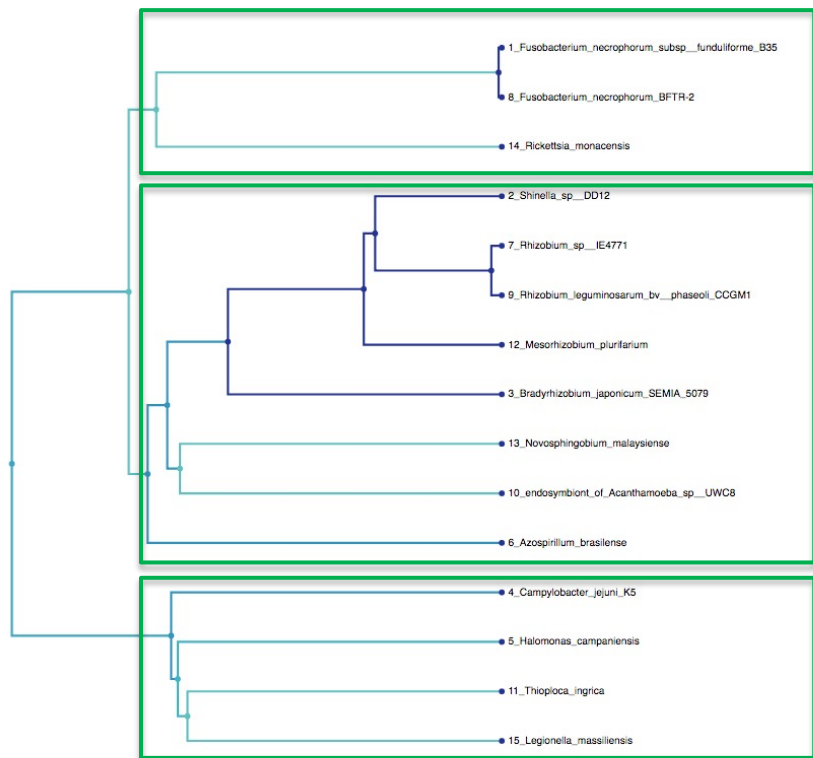 1_Fusobacterium_necrophorum_subsp__funduliforme_B35
8_Fusobacterium_necrophorum_BFTR-2
14_Rickettsia_monacensis
2_Shinella_sp__DD12
7_Rhizobium_sp__IE4771
9_Rhizobium_leguminosarum_bv__phaseoli_CCGM1
12_Mesorhizobium_plurifarium
3_Bradyrhizobium_japonicum_SEMIA_5079
13_Novosphingobium_malaysiense
10_endosymbiont_of_Acanthamoeba_sp__UWC8
6_Azospirillum_brasilense
4_Campylobacter_jejuni_K5
5_Halomonas_campaniensis
11_Thioploca_ingrica
15_Legionella_massiliensis